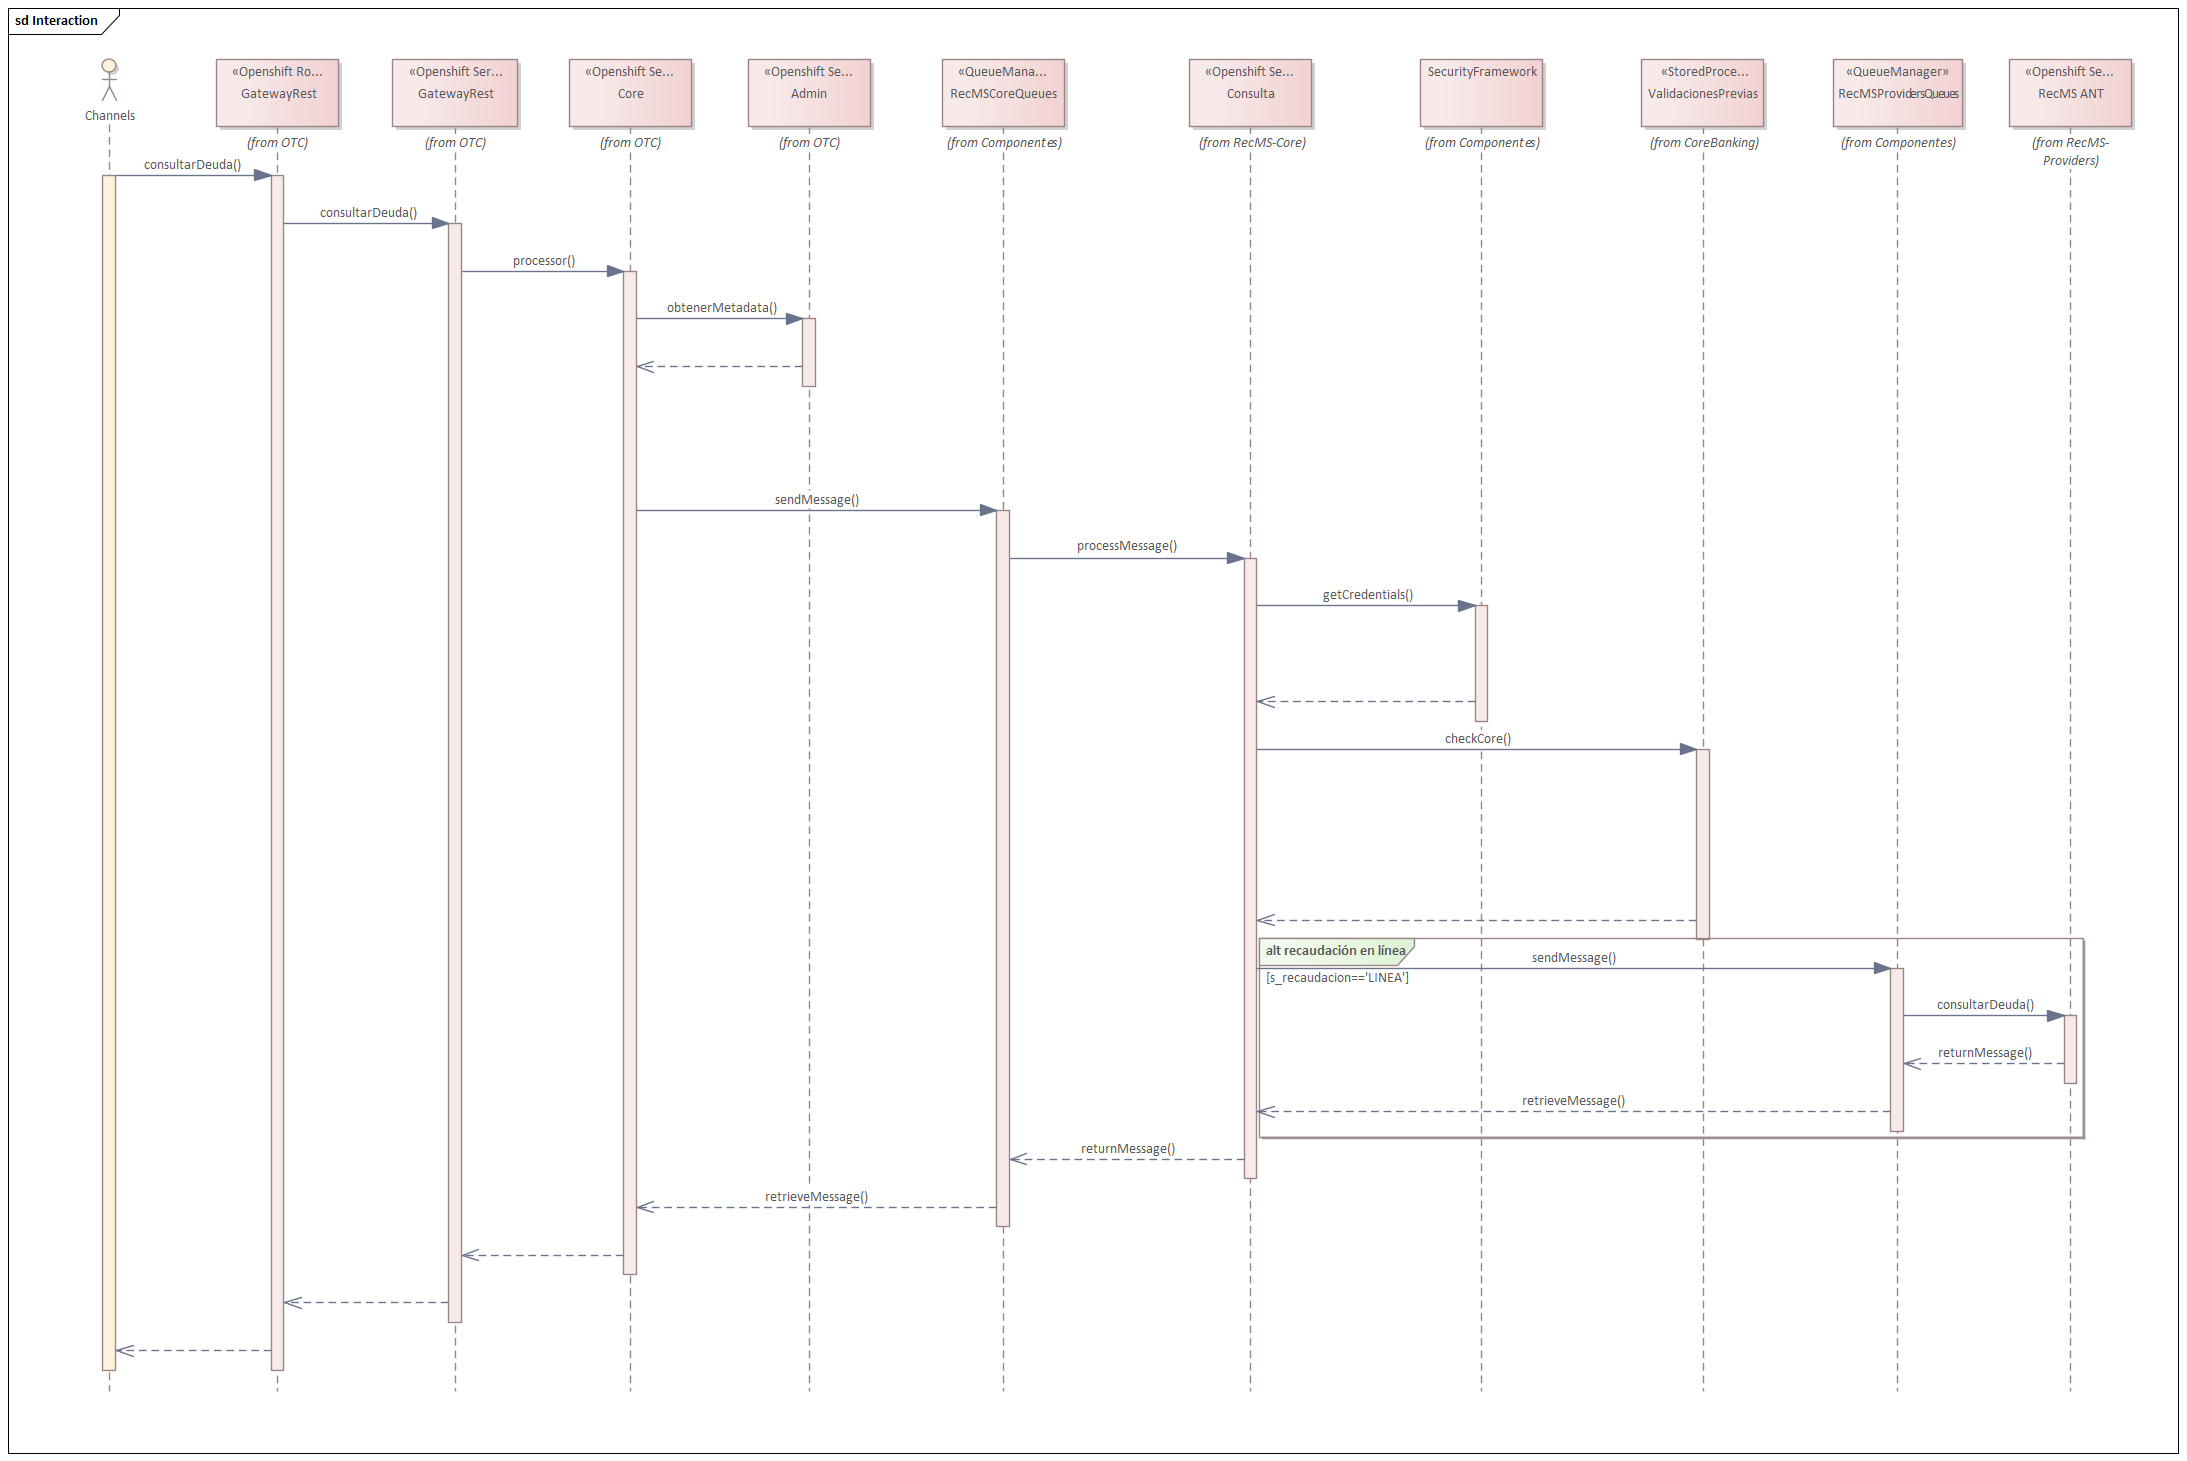 sd Interaction
Channels
«Openshift Ro...
GatewayRest
(from OTC)
«Openshift Ser...
GatewayRest
(from OTC)
«Openshift Se...
Core
(from OTC)
«Openshift Se...
Admin
(from OTC)
«QueueMana...
RecMSCoreQueues
(from Componentes)
«Openshift Se...
Consulta
(from RecMS-Core)
SecurityFramework
(from Componentes)
«StoredProce...
ValidacionesPrevias
(from CoreBanking)
«QueueManager»
RecMSProvidersQueues
(from Componentes)
«Openshift Se...
RecMS ANT
(from RecMS-
Providers)
consultarDeuda()
consultarDeuda()
processor()
obtenerMetadata()
sendMessage()
processMessage()
getCredentials()
checkCore()
alt recaudación en línea
sendMessage()
[s_recaudacion=='LINEA']
consultarDeuda()
returnMessage()
retrieveMessage()
returnMessage()
retrieveMessage()